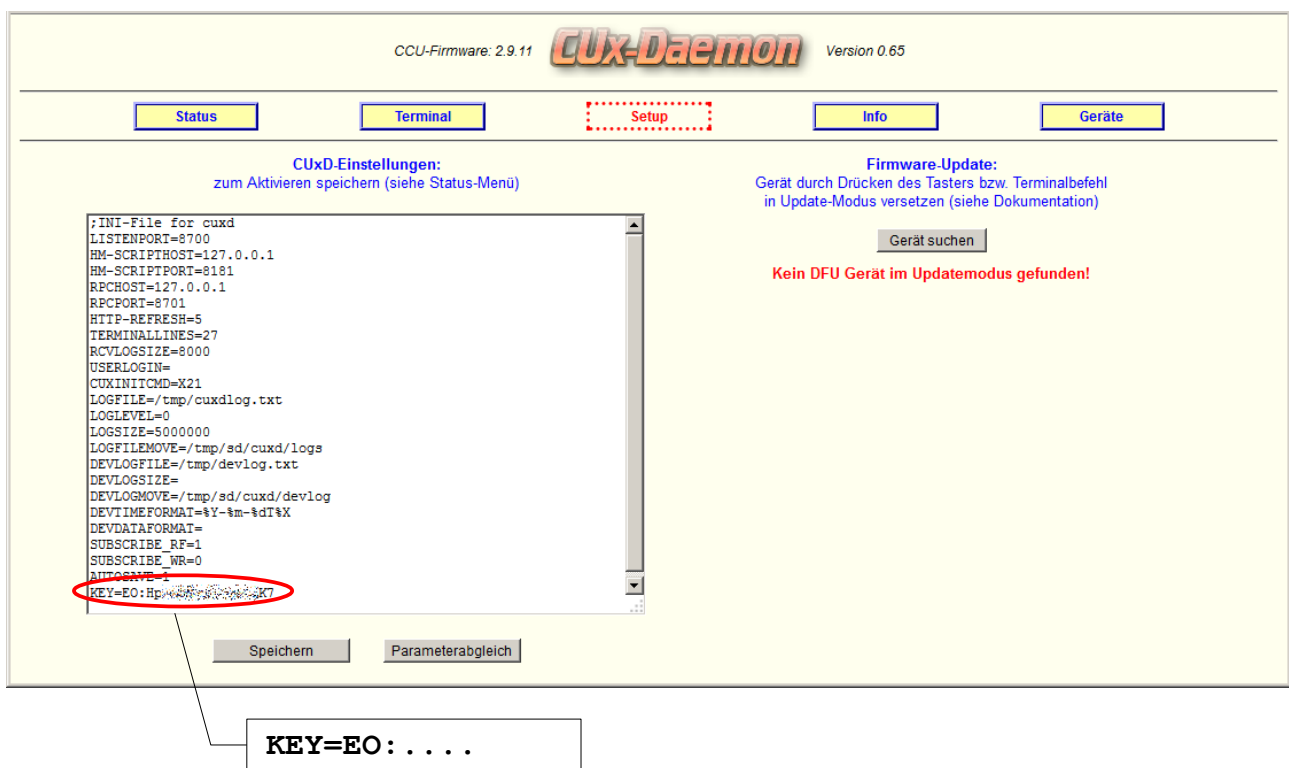 CCU-Firmware: 2.9.11 CUx-Daemon Version 0.65
Status Terminal Setup Info Geräte
CUxD-Einstellungen:
zum Aktivieren speichern (siehe Status-Menü)
;INI-File for cuxd
LISTENPORT=8700
HM-SCRIPTHOST=127.0.0.1
HM-SCRIPTPORT=8181
RPCHOST=127.0.0.1
RPCPORT=8701
HTTP-REFRESH=5
TERMINALLINES=27
RCVLOGSIZE=8000
USERLOGIN=
CUXINITCMD=X21
LOGFILE=/tmp/cuxdlog.txt
LOGLEVEL=0
LOGSIZE=5000000
LOGFILEMOVE=/tmp/sd/cuxd/logs
DEVLOGFILE=/tmp/devlog.txt
DEVLOGSIZE=
DEVLOGMOVE=/tmp/sd/cuxd/devlog
DEVTIMEFORMAT=%Y-%m-%dT%X
DEVDATAFORMAT=
SUBSCRIBE_RF=1
SUBSCRIBE_WR=0
AUTOSAVE=1
KEY=EO:Hp K7
Speichern Parameterabgleich
Firmware-Update:
Gerät durch Drücken des Tasters bzw. Terminalbefehl
in Update-Modus versetzen (siehe Dokumentation)
Gerät suchen
Kein DFU Gerät im Updatemodus gefunden!
KEY=EO:....